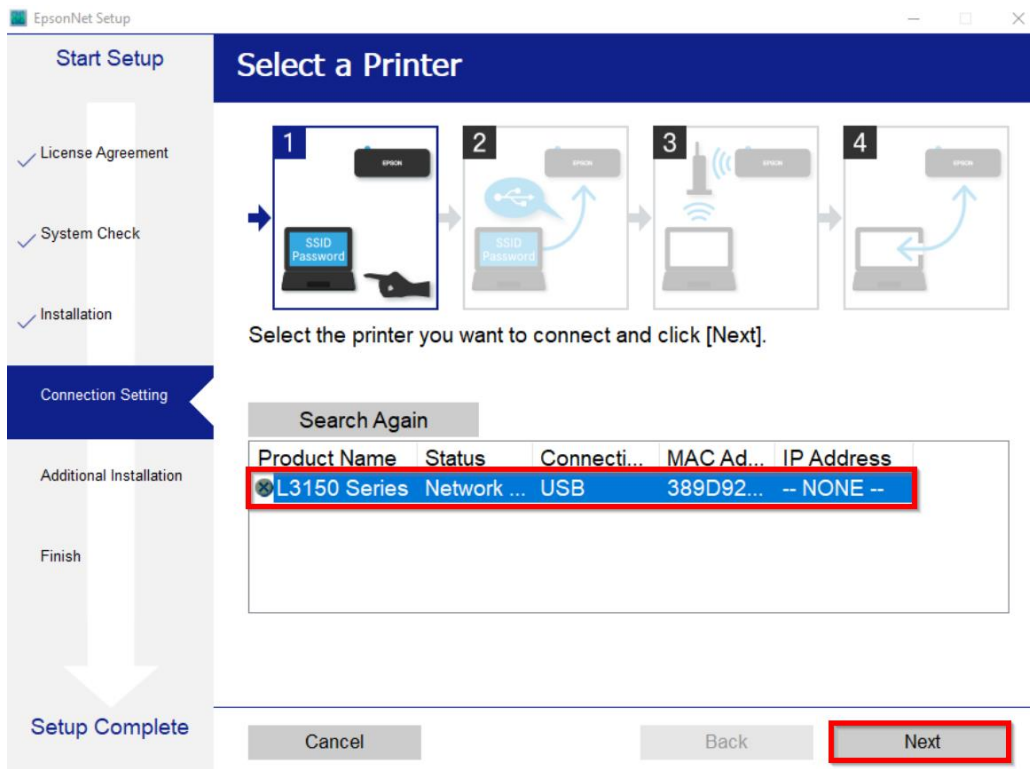 EpsonNet Setup
Start Setup
License Agreement
System Check
Installation
Connection Setting
Additional Installation
Finish
Setup Complete
Select a Printer
1
EPSON
SSID
Password
2
EPSON
SSID
Password
3
EPSON
4
EPSON
Select the printer you want to connect and click [Next].
Search Again
Product Name Status Connecti... MAC Ad... IP Address
L3150 Series Network ... USB 389D92... -- NONE --
Cancel Back Next